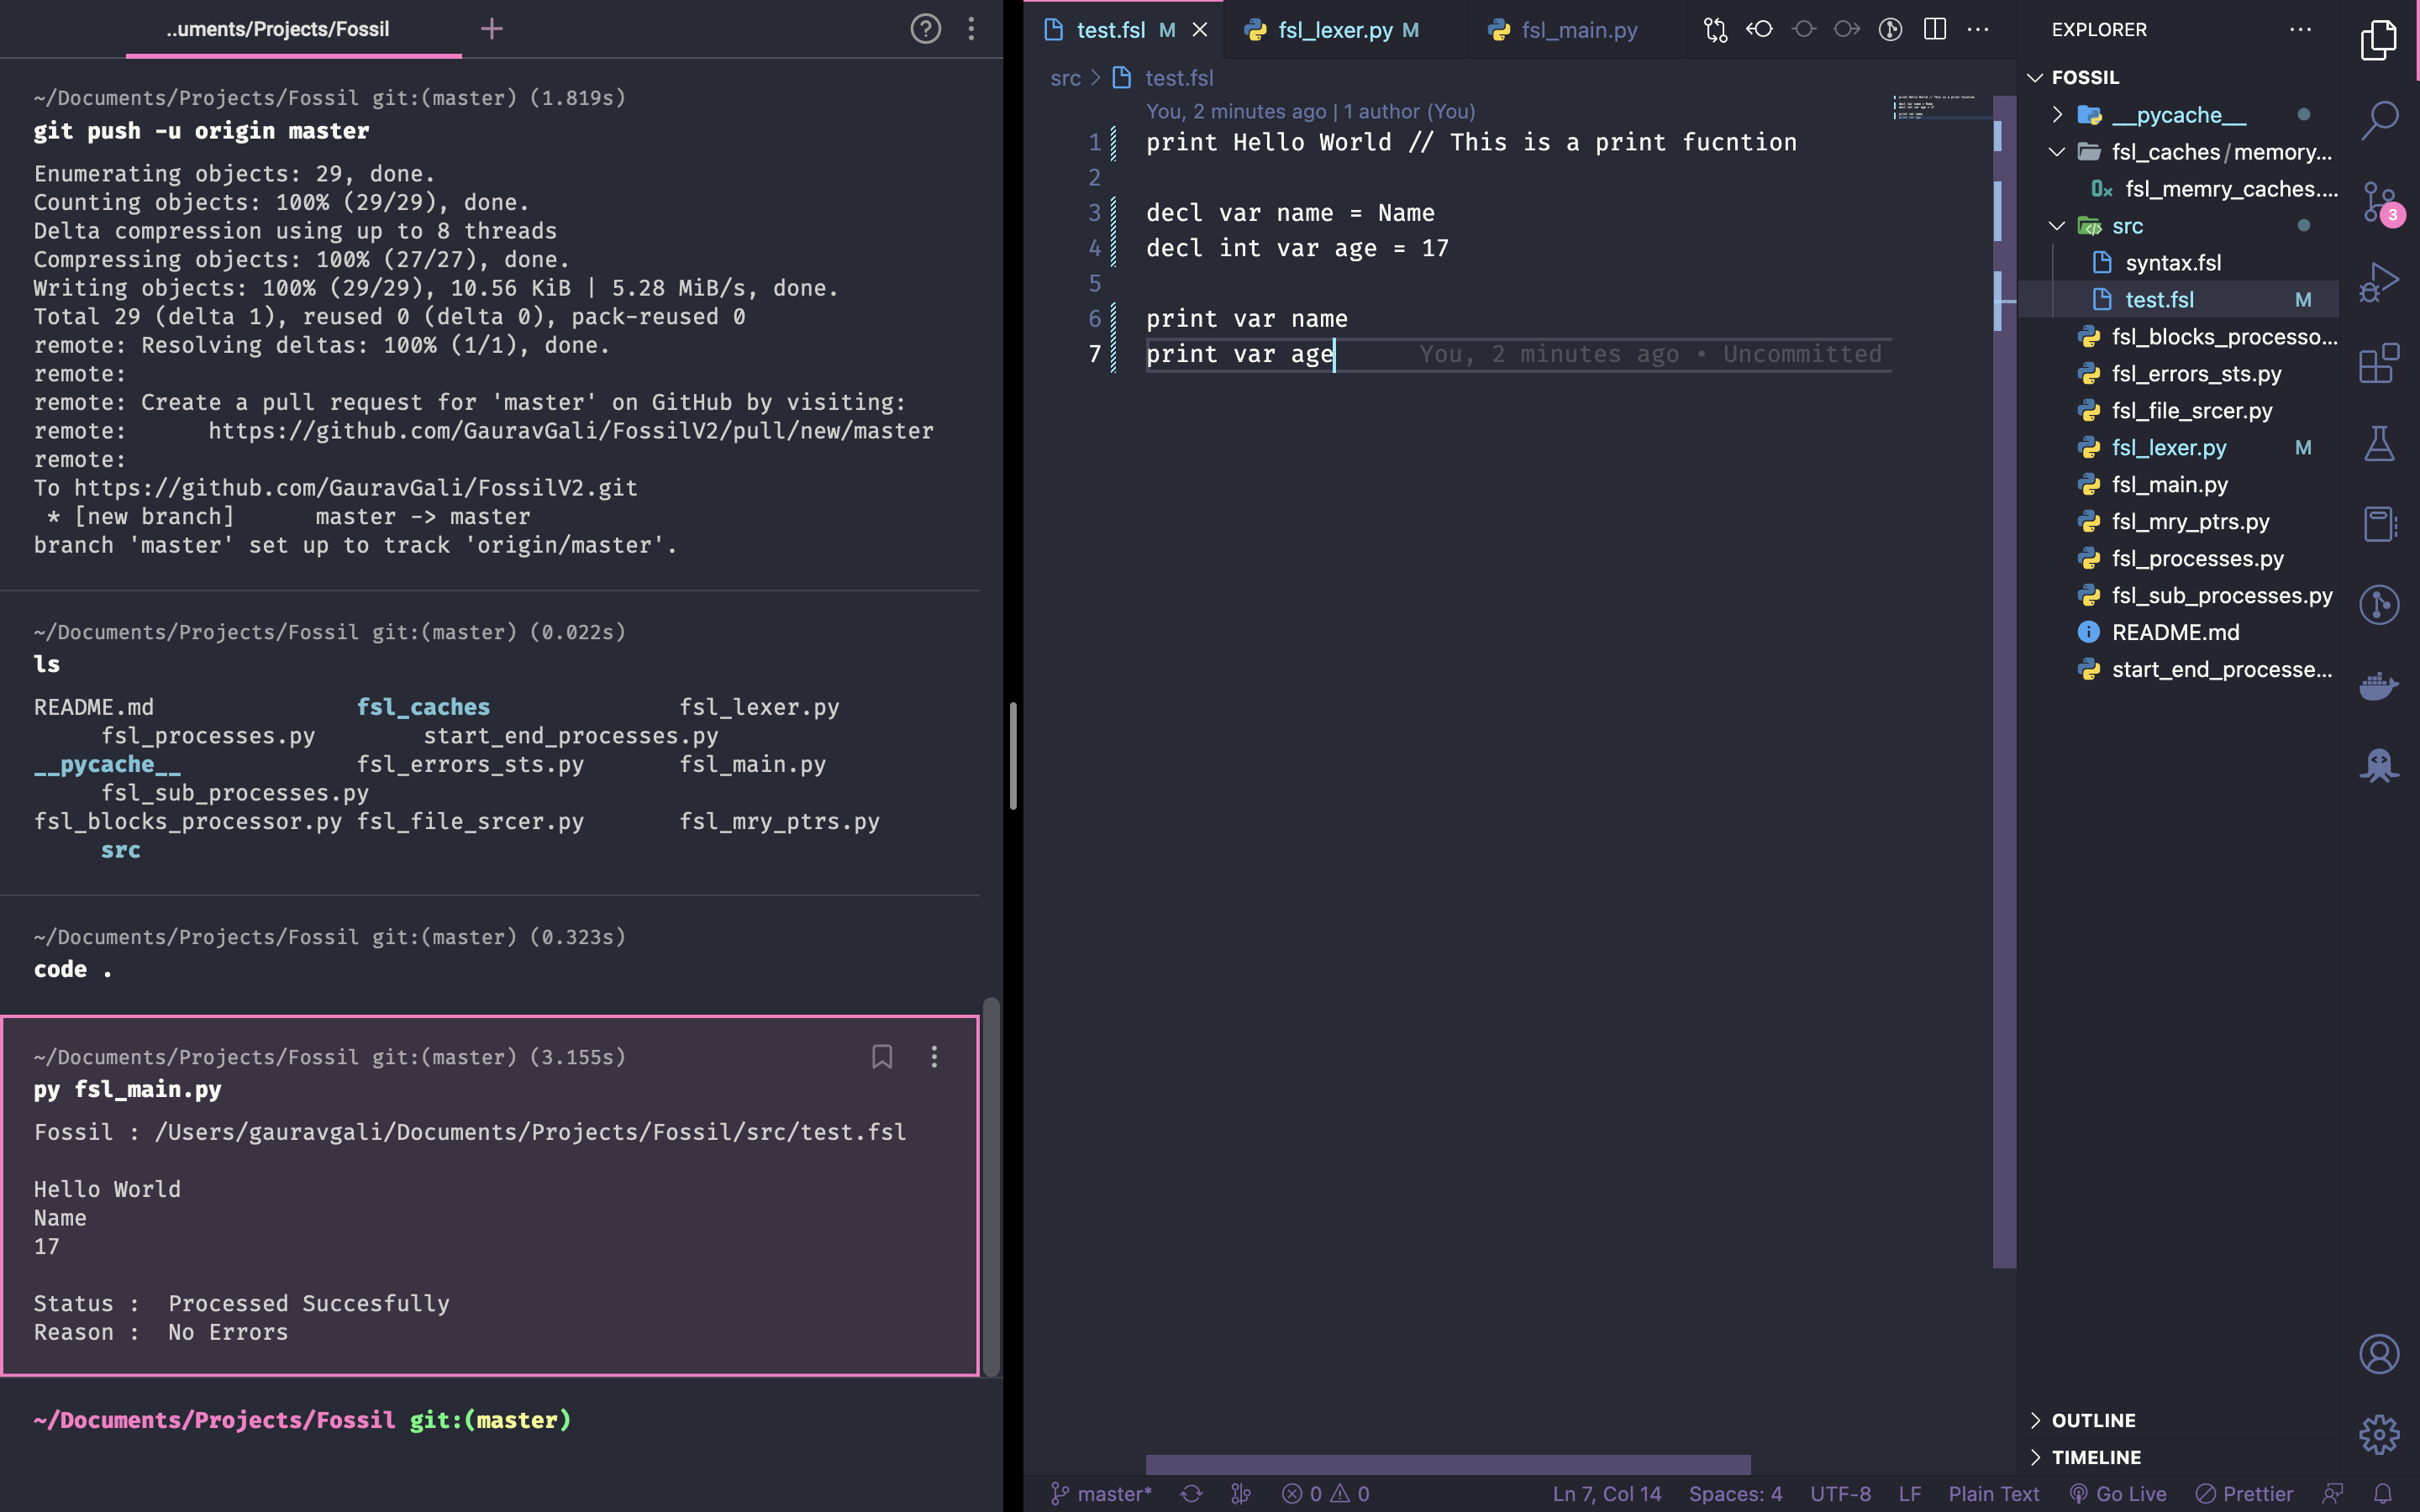 ..uments/Projects/Fossil
~/Documents/Projects/Fossil git:(master) (1.819s)
git push -u origin master
Enumerating objects: 29, done.
Counting objects: 100% (29/29), done.
Delta compression using up to 8 threads
Compressing objects: 100% (27/27), done.
Writing objects: 100% (29/29), 10.56 KiB | 5.28 MiB/s, done.
Total 29 (delta 1), reused 0 (delta 0), pack-reused 0
remote: Resolving deltas: 100% (1/1), done.
remote:
remote: Create a pull request for 'master' on GitHub by visiting:
remote:      https://github.com/GauravGali/FossilV2/pull/new/master
remote:
To https://github.com/GauravGali/FossilV2.git
 * [new branch]      master -> master
branch 'master' set up to track 'origin/master'.
~/Documents/Projects/Fossil git:(master) (0.022s)
ls
README.md fsl_caches fsl_lexer.py
fsl_processes.py start_end_processes.py
__pycache__ fsl_errors_sts.py fsl_main.py
fsl_sub_processes.py
fsl_blocks_processor.py fsl_file_srcer.py fsl_mry_ptrs.py
src
~/Documents/Projects/Fossil git:(master) (0.323s)
code .
~/Documents/Projects/Fossil git:(master) (3.155s)
py fsl_main.py
Fossil : /Users/gauravgali/Documents/Projects/Fossil/src/test.fsl
Hello World
Name
17
Status :  Processed Succesfully
Reason :  No Errors
~/Documents/Projects/Fossil git:(master)
test.fsl M
fsl_lexer.py M
fsl_main.py
src > test.fsl
You, 2 minutes ago | 1 author (You)
1 print Hello World // This is a print fucntion
2
3 decl var name = Name
4 decl int var age = 17
5
6 print var name
7 print var age You, 2 minutes ago • Uncommitted
EXPLORER
FOSSIL
__pycache__
fsl_caches/memory...
fsl_memry_caches....
src
syntax.fsl
test.fsl M
fsl_blocks_processo...
fsl_errors_sts.py
fsl_file_srcer.py
fsl_lexer.py M
fsl_main.py
fsl_mry_ptrs.py
fsl_processes.py
fsl_sub_processes.py
README.md
start_end_processe...
OUTLINE
TIMELINE
3
master* 0 0 Ln 7, Col 14 Spaces: 4 UTF-8 LF Plain Text Go Live Prettier